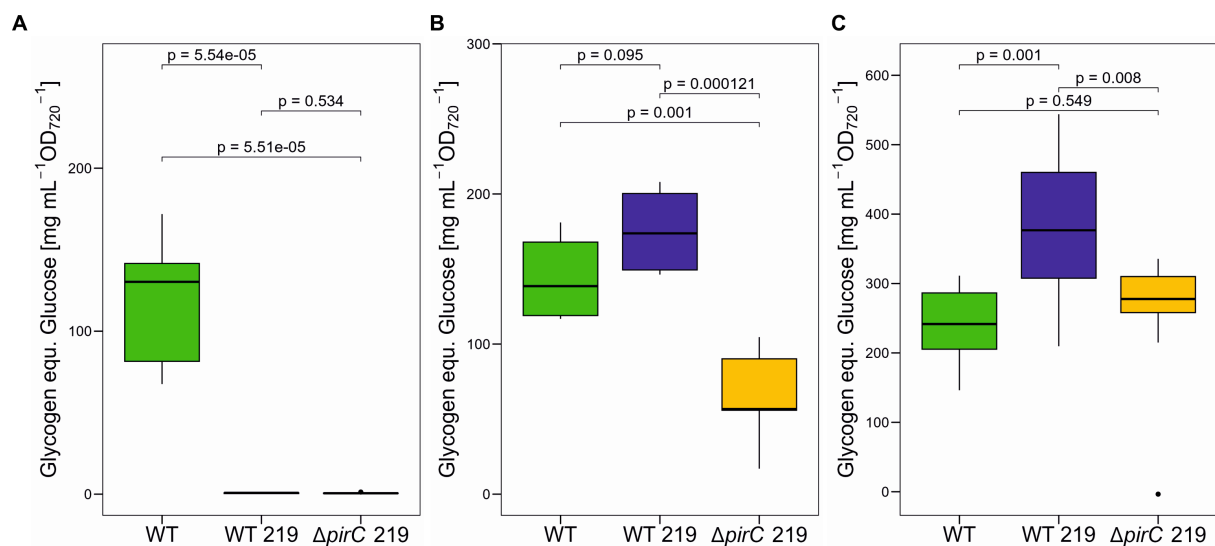 A
Glycogen equ. Glucose [mg mL⁻¹OD₇₂₀⁻¹]
200
100
0
p = 5.54e-05
p = 0.534
p = 5.51e-05
WT
WT 219
ΔpirC 219
B
Glycogen equ. Glucose [mg mL⁻¹OD₇₂₀⁻¹]
300
200
100
0
p = 0.095
p = 0.000121
p = 0.001
WT
WT 219
ΔpirC 219
C
Glycogen equ. Glucose [mg mL⁻¹OD₇₂₀⁻¹]
600
500
400
300
200
100
0
p = 0.001
p = 0.008
p = 0.549
WT
WT 219
ΔpirC 219